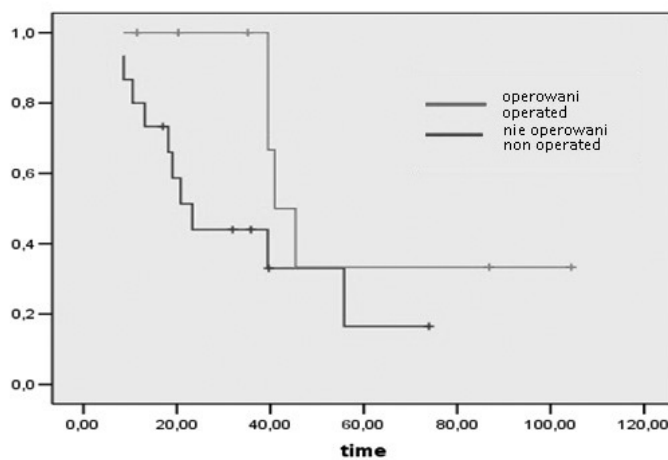 1,0
0,8
0,6
0,4
0,2
0,0
operowani
operated
nie operowani
non operated
0,00 20,00 40,00 60,00 80,00 100,00 120,00
time